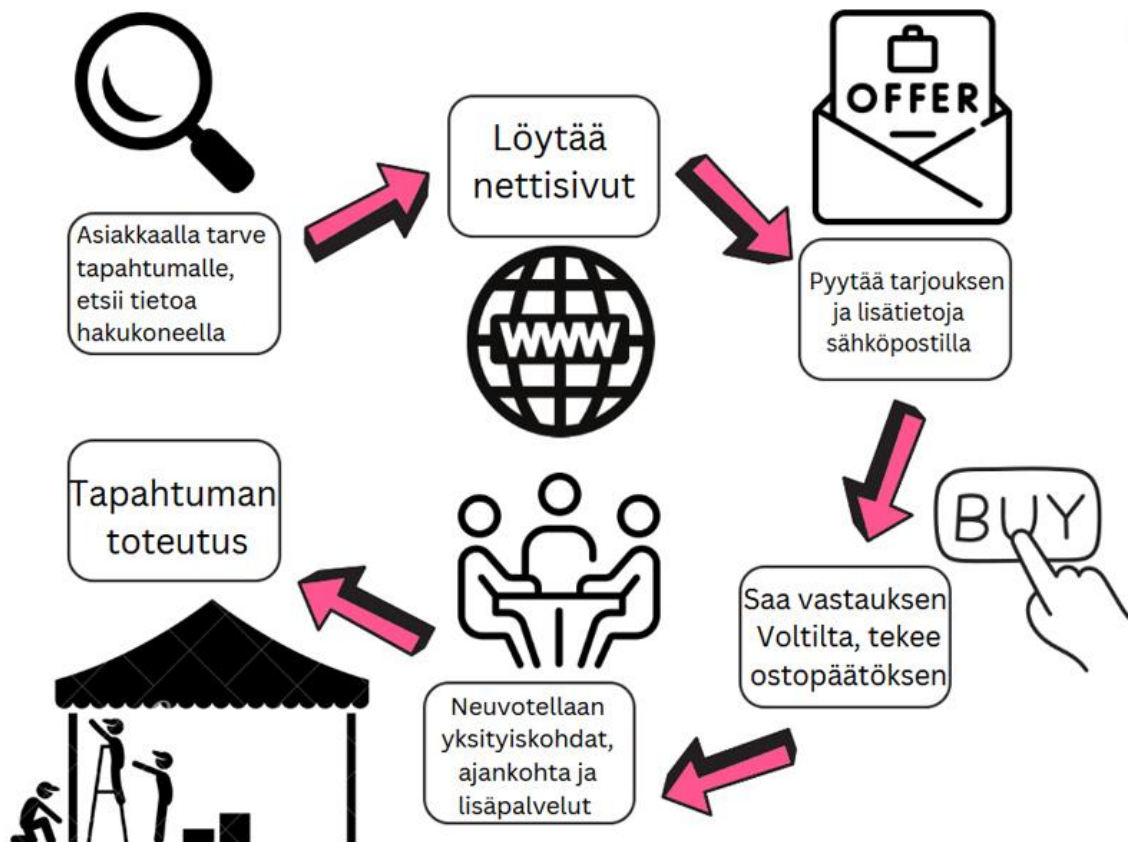 Asiakkaalla tarve
tapahtumalle,
etsii tietoa
hakukoneella
Löytää
nettisivut
WWW
OFFER
Pyytää tarjouksen
ja lisätietoja
sähköpostilla
BUY
Saa vastauksen
Voltilta, tekee
ostopäätöksen
Neuvotellaan
yksityiskohdat,
ajankohta ja
lisäpalvelut
Tapahtuman
toteutus